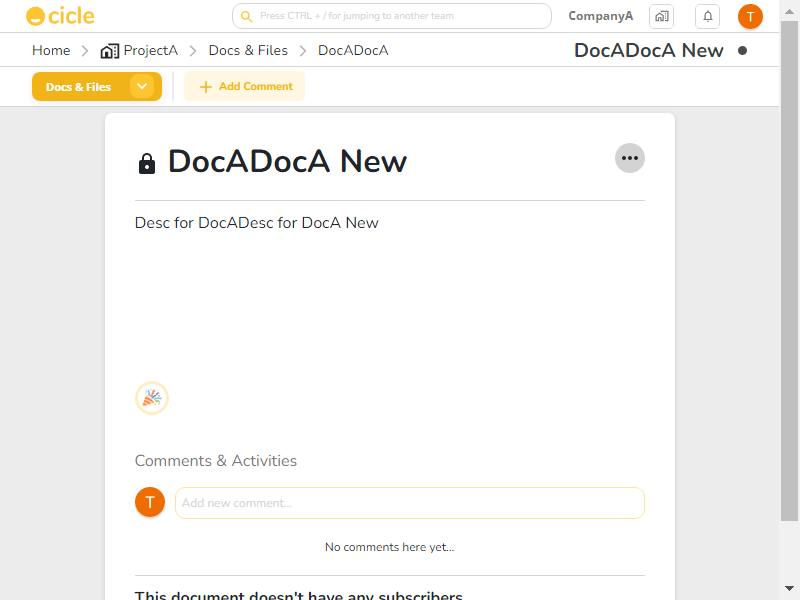 cicle
Press CTRL + / for jumping to another team
CompanyA
T
Home
ProjectA
Docs & Files
DocADocA
DocADocA New
Docs & Files
Add Comment
DocADocA New
Desc for DocADesc for DocA New
Comments & Activities
T
Add new comment...
No comments here yet...
This document doesn't have any subscribers